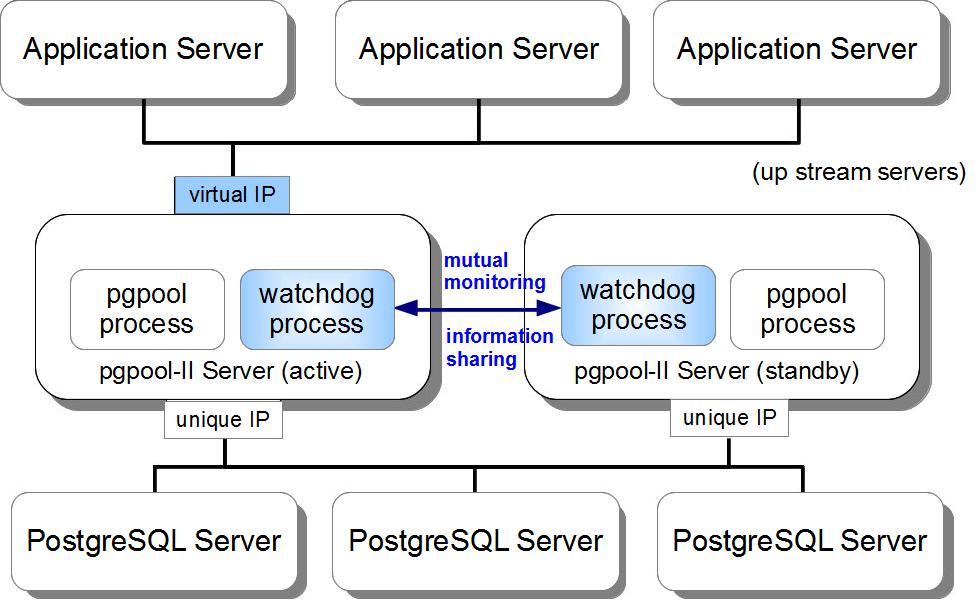 Application Server
Application Server
Application Server
(up stream servers)
virtual IP
pgpool
process
watchdog
process
pgpool-II Server (active)
mutual
monitoring
information
sharing
watchdog
process
pgpool
process
pgpool-II Server (standby)
unique IP
unique IP
PostgreSQL Server
PostgreSQL Server
PostgreSQL Server